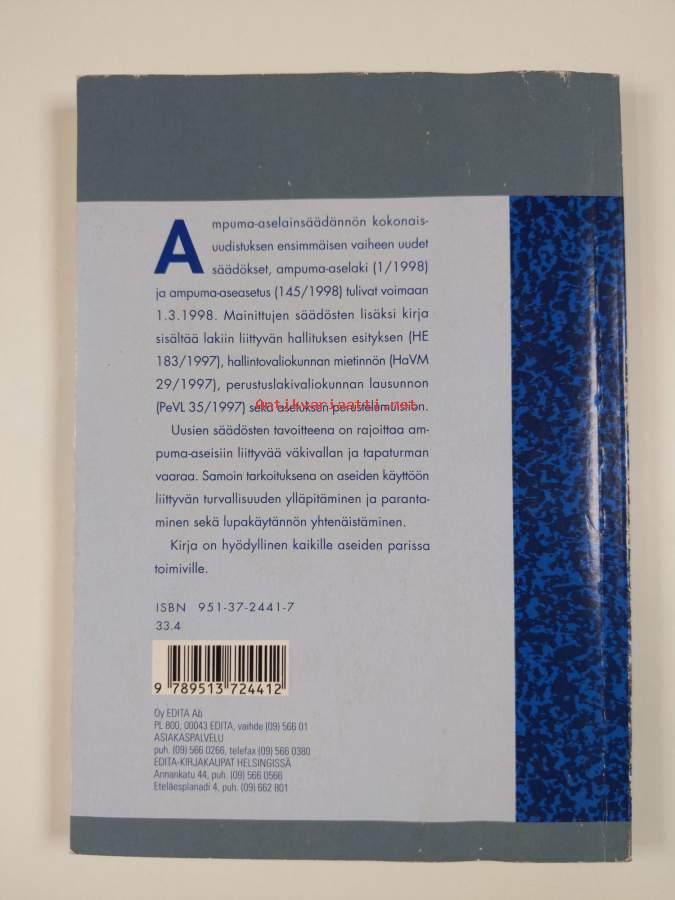 Ampuma-aselainsäädännön kokonais-
uudistuksen ensimmäisen vaiheen uudet
säädökset, ampuma-aselaki (1/1998)
ja ampuma-aseasetus (145/1998) tulivat voimaan
1.3.1998. Mainittujen säädösten lisäksi kirja
sisältää lakiin liittyvän hallituksen esityksen (HE
183/1997), hallintovaliokunnan mietinnön (HaVM
29/1997), perustuslakivaliokunnan lausunnon
(PeVL 35/1997) sekä asetuksen perustelumuistion.
Antikvariaatti.net
Uusien säädösten tavoitteena on rajoittaa am-
puma-aseisiin liittyvää väkivallan ja tapaturman
vaaraa. Samoin tarkoituksena on aseiden käyttöön
liittyvän turvallisuuden ylläpitäminen ja paranta-
minen sekä lupakäytännön yhtenäistäminen.
Kirja on hyödyllinen kaikille aseiden parissa
toimiville.
ISBN 951-37-2441-7
33.4
9 789513 724412
Oy EDITA Ab
PL 800, 00043 EDITA, vaihde (09) 566 01
ASIAKASPALVELU
puh. (09) 566 0266, telefax (09) 566 0380
EDITA-KIRJAKAUPAT HELSINGISSÄ
Annankatu 44, puh. (09) 566 0566
Eteläesplanadi 4, puh. (09) 662 801